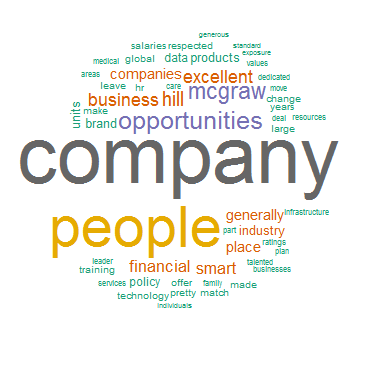 generous
salaries respected standard
medical global data products exposure values
areas companies excellent dedicated
leave hr care mcgraw move
units business hill change
make years
brand opportunities deal resources
large
company
people generally infrastructure
part industry
place ratings
leader financial smart talented plan
training businesses
services policy offer family made
technology pretty match
individuals